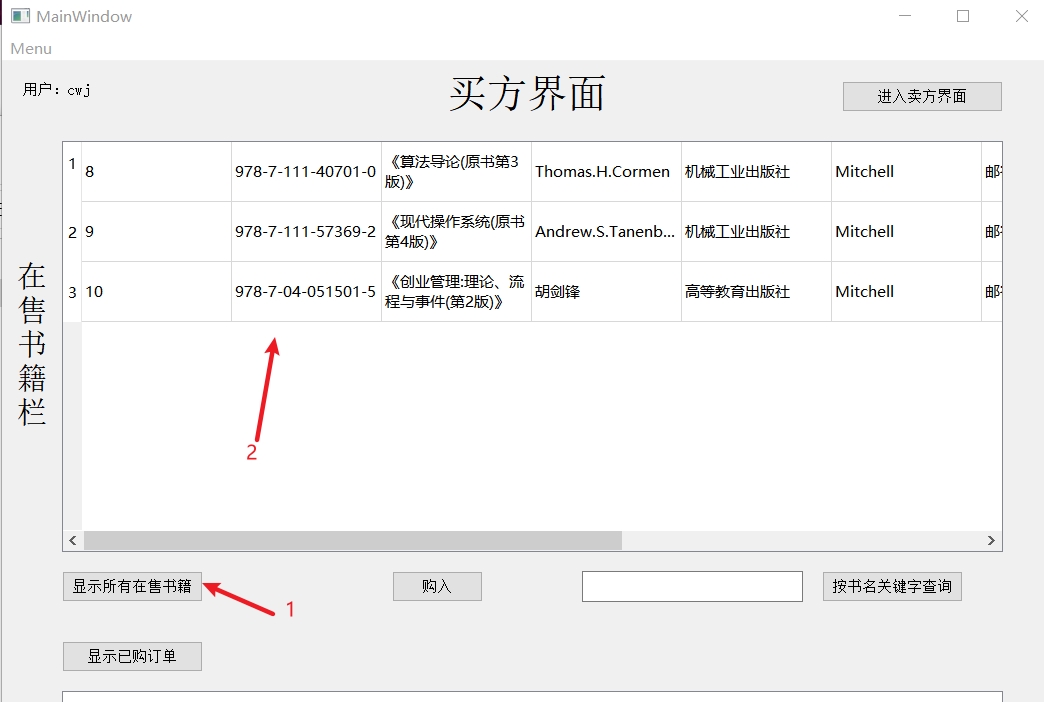 MainWindow
Menu
用户：cwj
买方界面
进入卖方界面
在售书籍栏
1 8 978-7-111-40701-0 《算法导论(原书第3版)》 Thomas.H.Cormen 机械工业出版社 Mitchell
2 9 978-7-111-57369-2 《现代操作系统(原书第4版)》 Andrew.S.Tanenb... 机械工业出版社 Mitchell
3 10 978-7-04-051501-5 《创业管理:理论、流程与事件(第2版)》 胡剑锋 高等教育出版社 Mitchell
2
显示所有在售书籍
1
购入
按书名关键字查询
显示已购订单